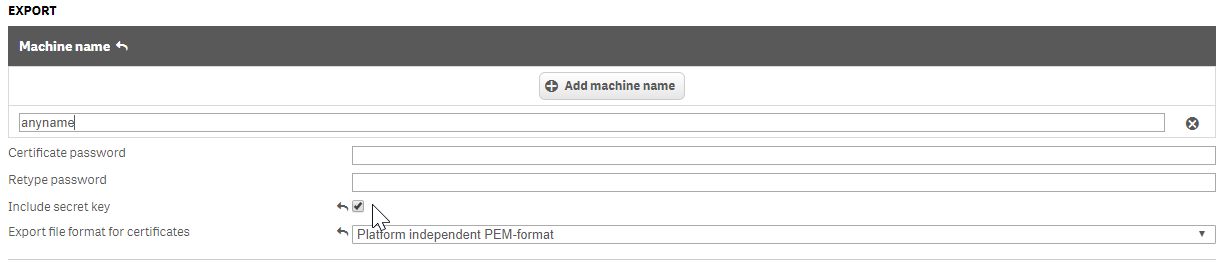 EXPORT
Machine name
Add machine name
anyname
Certificate password
Retype password
Include secret key
Export file format for certificates Platform independent PEM-format